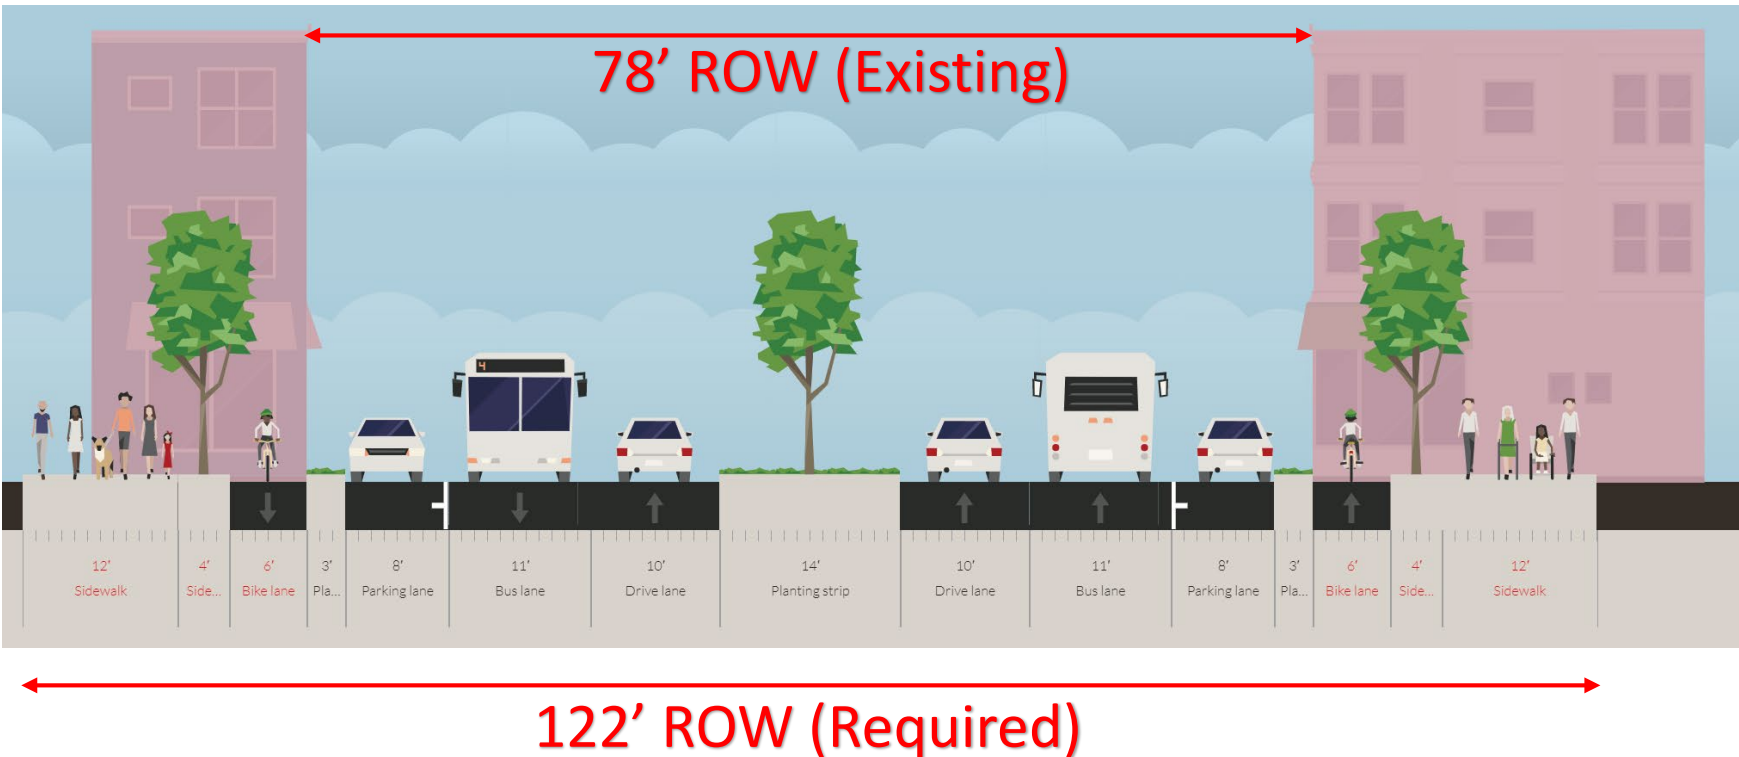 78’ ROW (Existing)
4
12' 4' 6' 3' 8' 11' 10' 14' 10' 11' 8' 3' 6' 4' 12'
Sidewalk Side... Bike lane Pla... Parking lane Bus lane Drive lane Planting strip Drive lane Bus lane Parking lane Pla... Bike lane Side... Sidewalk
122’ ROW (Required)